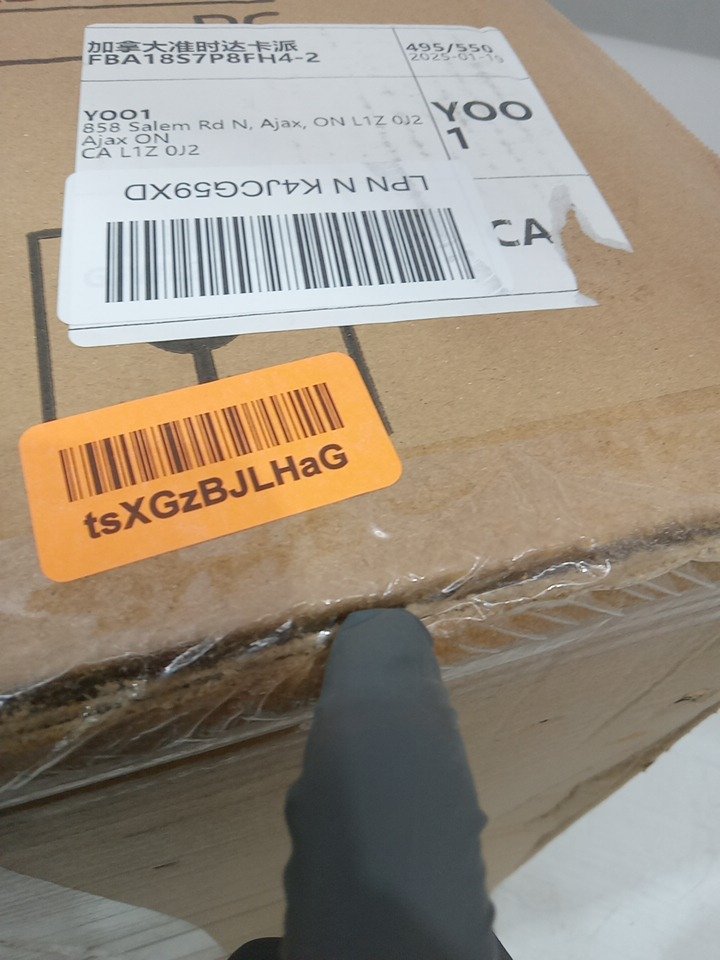 加拿大准时达卡派
FBA18S7P8FH4-2
495/550
2025-01-19
YOO1
858 Salem Rd N, Ajax, ON L1Z 0J2
Ajax ON
CA L1Z 0J2
YOO
1
LPN N K4JCG59XD
CA
tsXGzBJLHaG